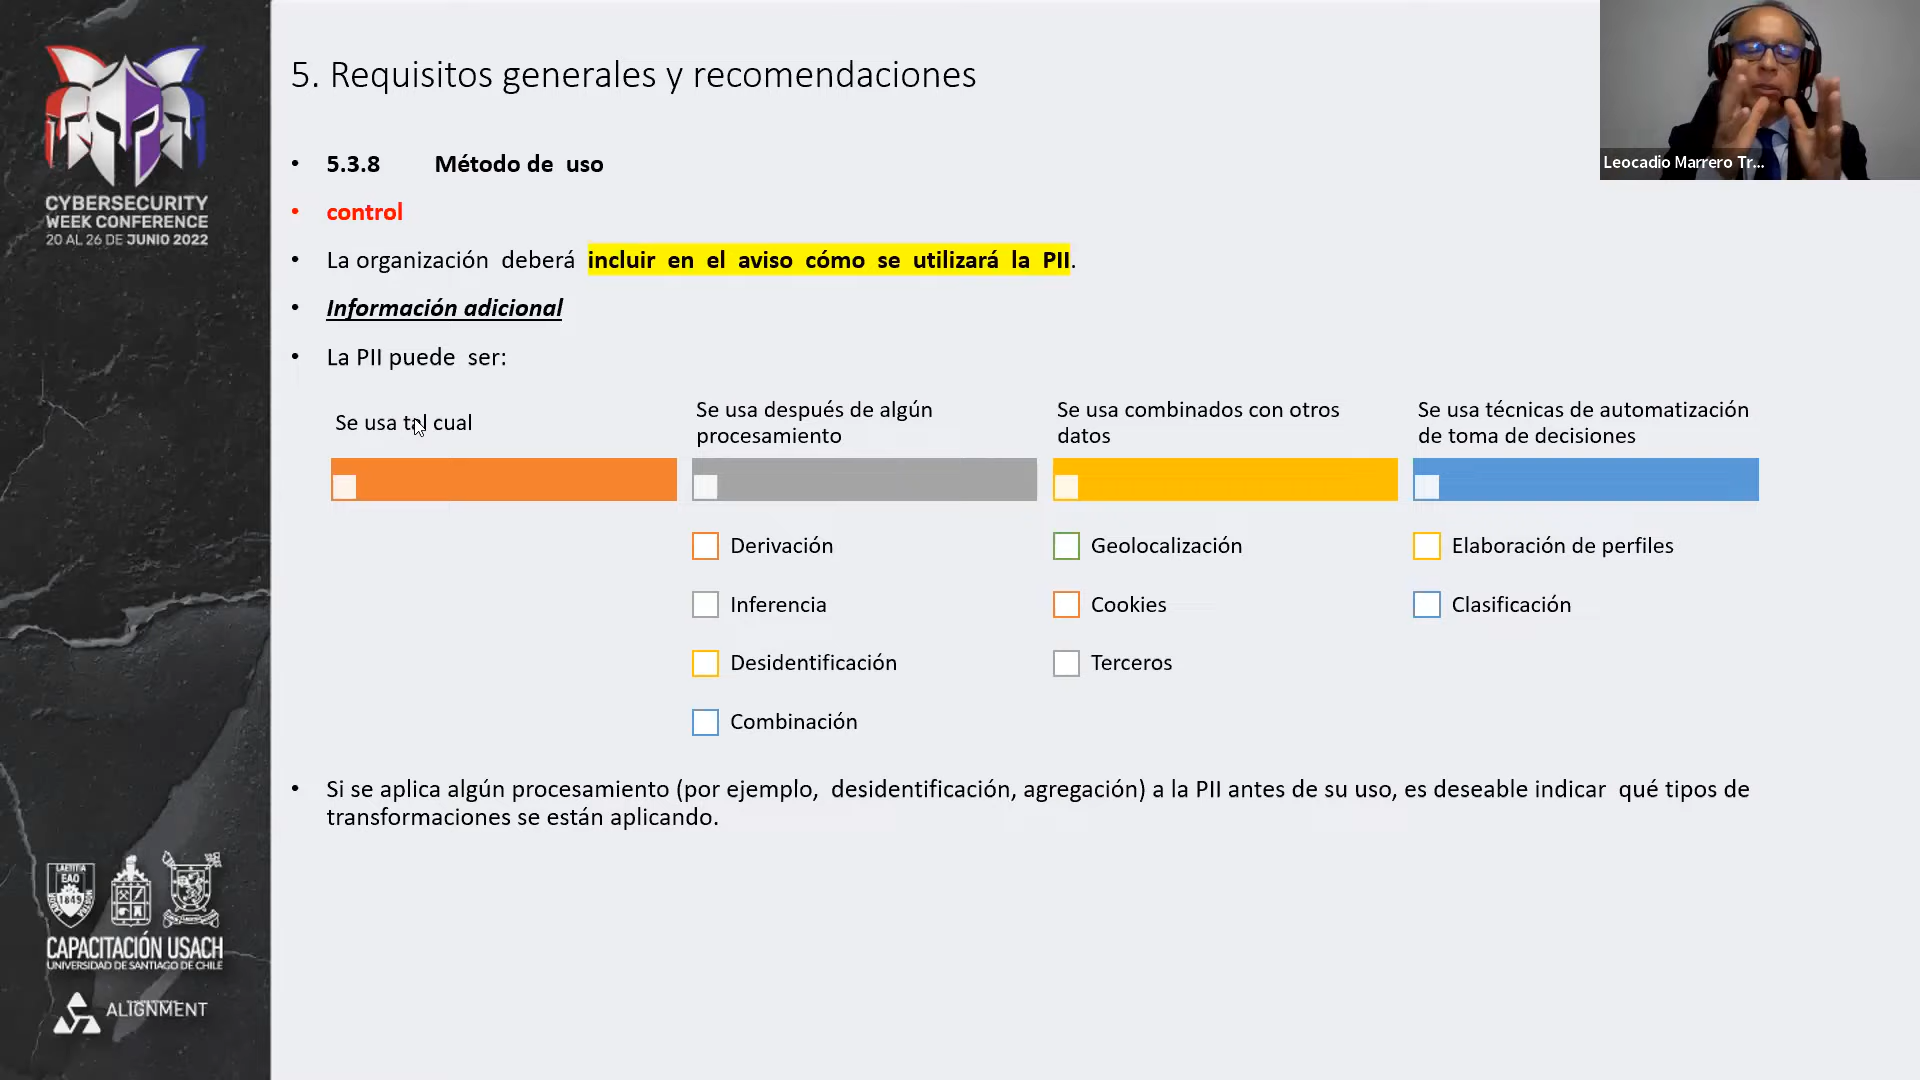 CYBERSECURITY
WEEK CONFERENCE
20 AL 26 DE JUNIO 2022
5. Requisitos generales y recomendaciones
Leocadio Marrero Tr...
• 5.3.8 Método de uso
• control
• La organización deberá incluir en el aviso cómo se utilizará la PII.
• Información adicional
• La PII puede ser:
Se usa tal cual
Se usa después de algún
procesamiento
Derivación
Inferencia
Desidentificación
Combinación
Se usa combinados con otros
datos
Geolocalización
Cookies
Terceros
Se usa técnicas de automatización
de toma de decisiones
Elaboración de perfiles
Clasificación
• Si se aplica algún procesamiento (por ejemplo, desidentificación, agregación) a la PII antes de su uso, es deseable indicar qué tipos de
transformaciones se están aplicando.
EAO
1849
CAPACITACIÓN USACH
UNIVERSIDAD DE SANTIAGO DE CHILE
ALIGNMENT